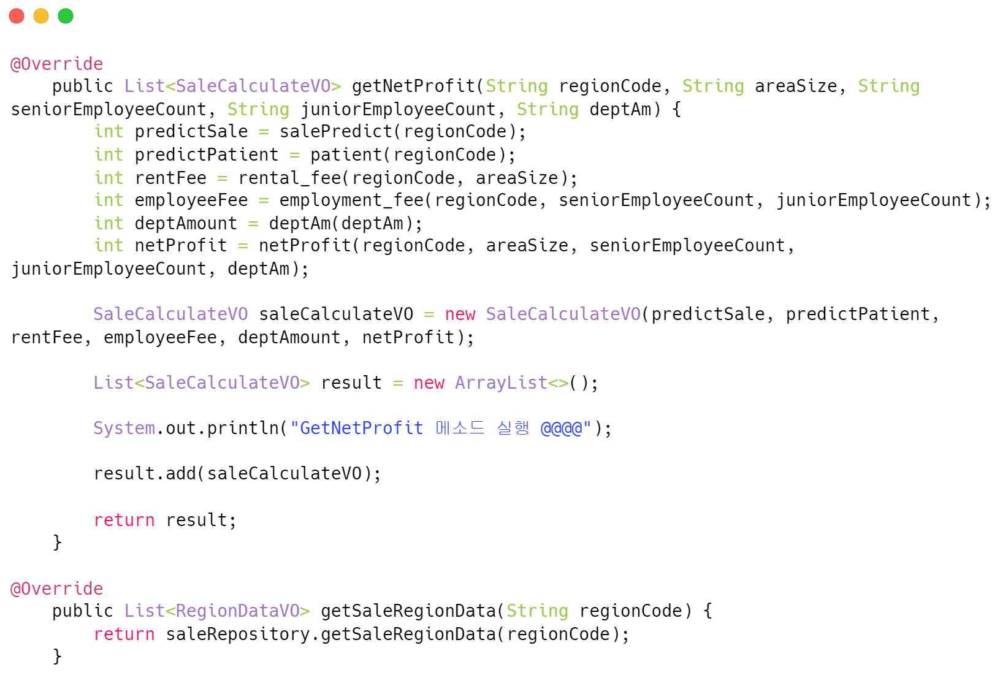 @Override
    public List<SaleCalculateVO> getNetProfit(String regionCode, String areaSize, String
seniorEmployeeCount, String juniorEmployeeCount, String deptAm) {
        int predictSale = salePredict(regionCode);
        int predictPatient = patient(regionCode);
        int rentFee = rental_fee(regionCode, areaSize);
        int employeeFee = employment_fee(regionCode, seniorEmployeeCount, juniorEmployeeCount);
        int deptAmount = deptAm(deptAm);
        int netProfit = netProfit(regionCode, areaSize, seniorEmployeeCount,
juniorEmployeeCount, deptAm);

        SaleCalculateVO saleCalculateVO = new SaleCalculateVO(predictSale, predictPatient,
rentFee, employeeFee, deptAmount, netProfit);

        List<SaleCalculateVO> result = new ArrayList<>();

        System.out.println("GetNetProfit 메소드 실행 @@@@");

        result.add(saleCalculateVO);

        return result;
    }

@Override
    public List<RegionDataVO> getSaleRegionData(String regionCode) {
        return saleRepository.getSaleRegionData(regionCode);
    }